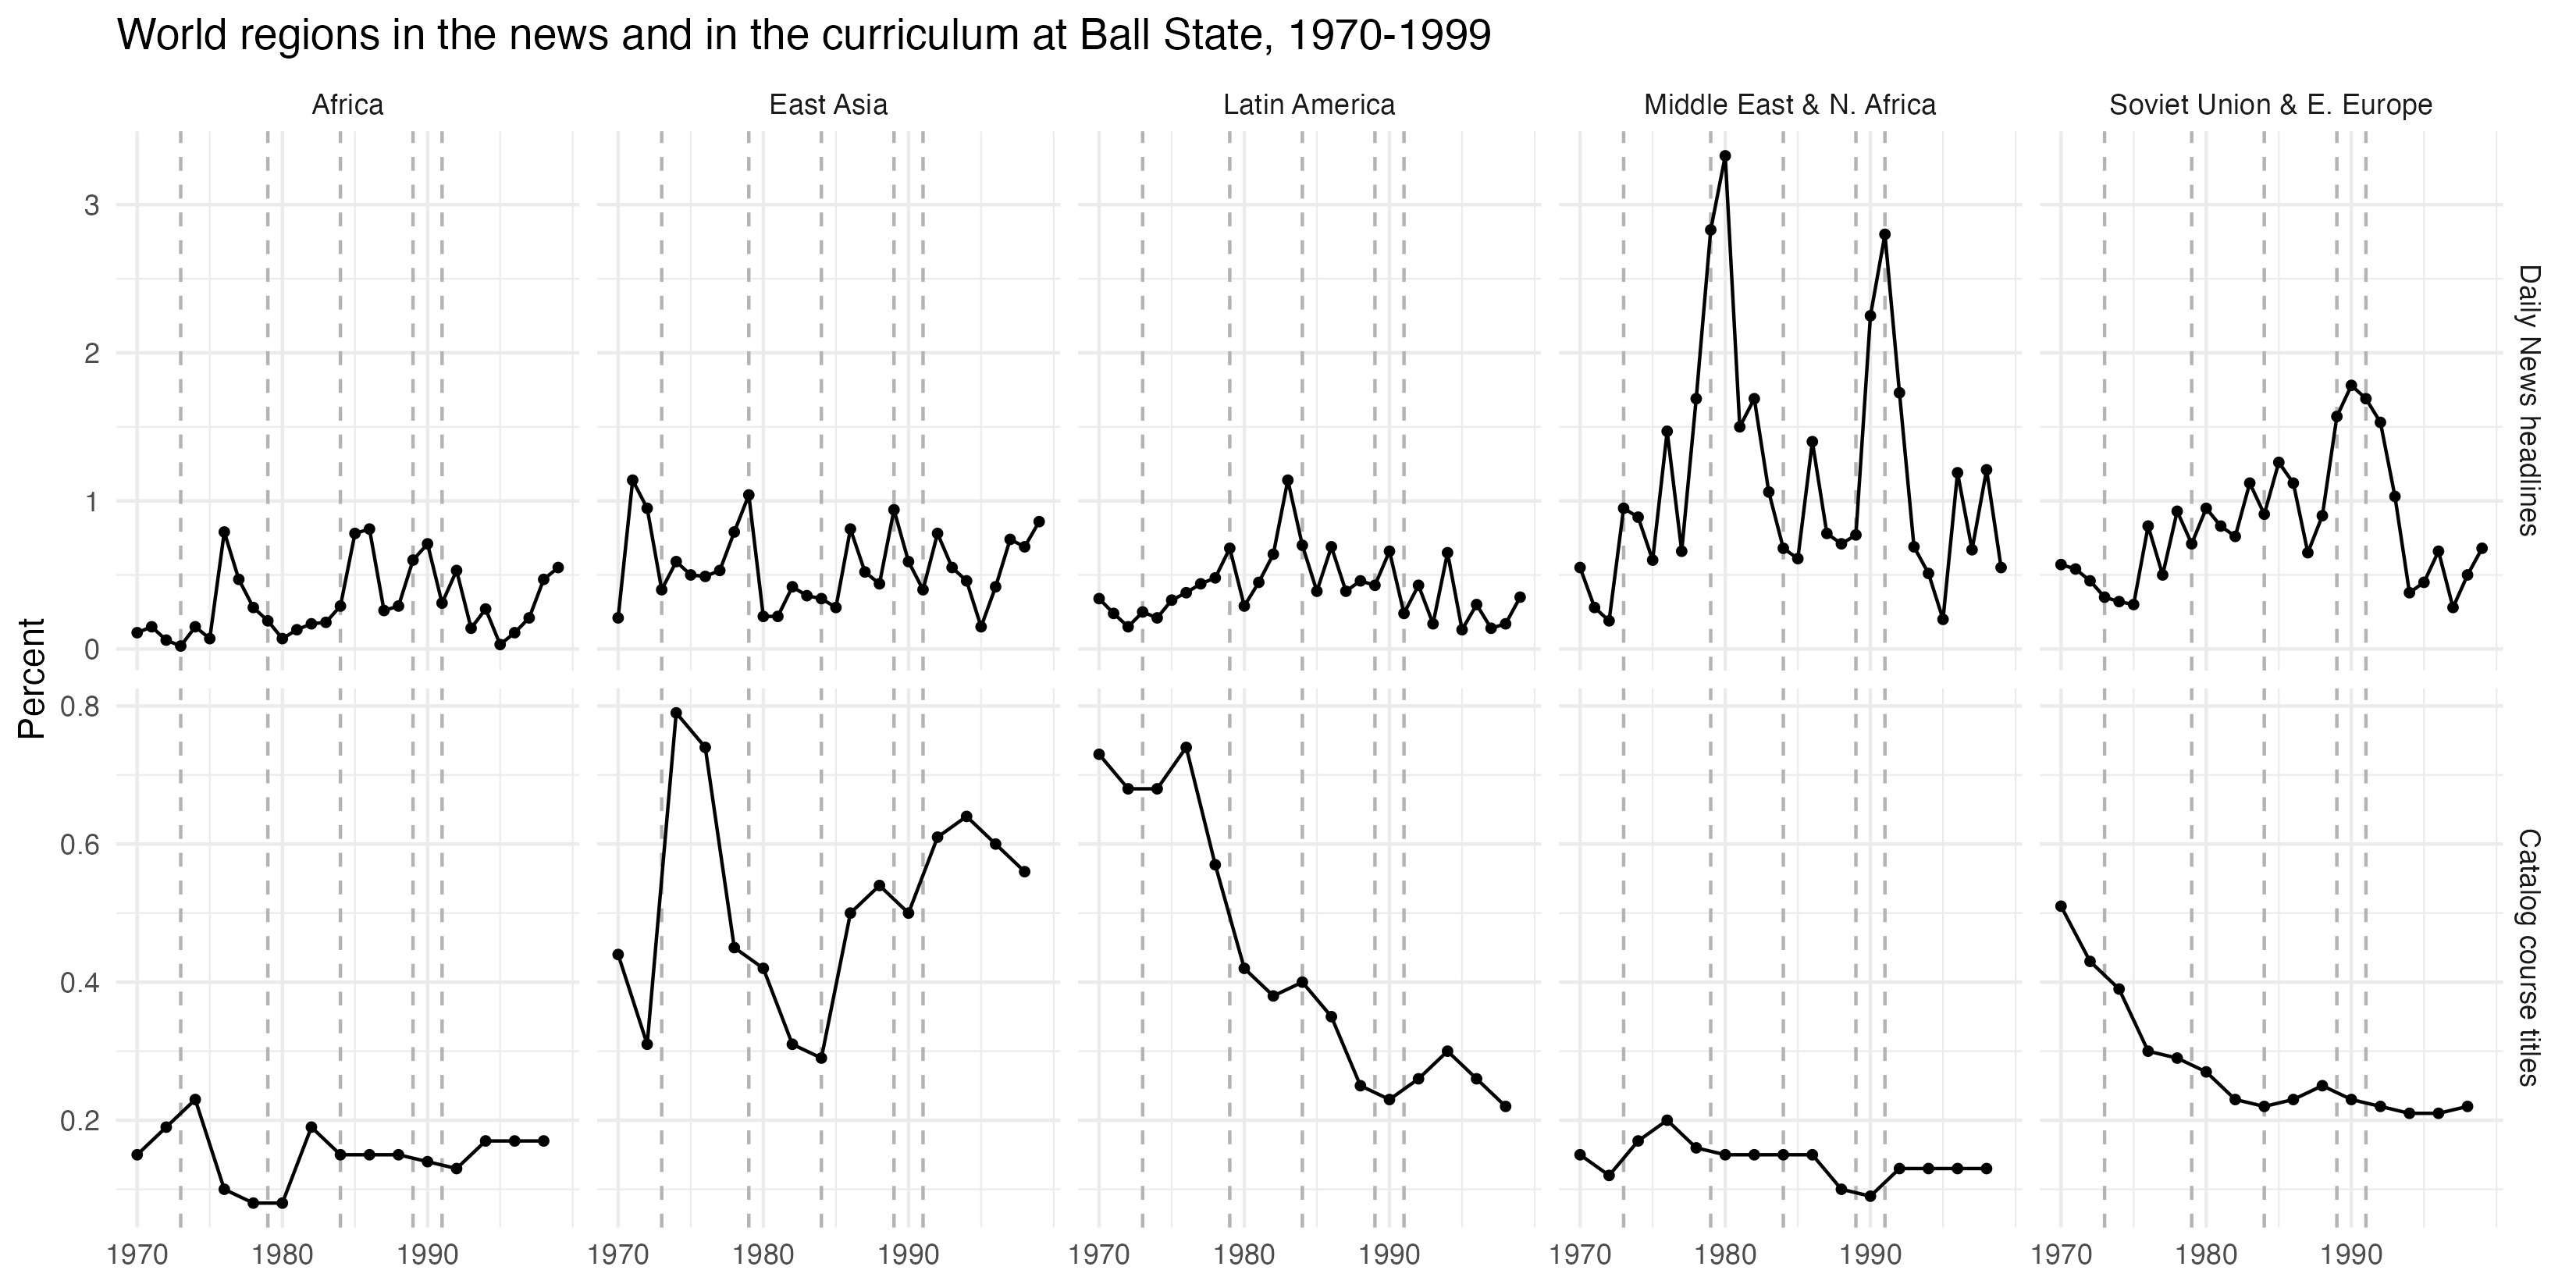 World regions in the news and in the curriculum at Ball State, 1970-1999
Africa
East Asia
Latin America
Middle East & N. Africa
Soviet Union & E. Europe
Percent
3
2
1
0
Daily News headlines
0.8
0.6
0.4
0.2
Catalog course titles
1970 1980 1990
1970 1980 1990
1970 1980 1990
1970 1980 1990
1970 1980 1990